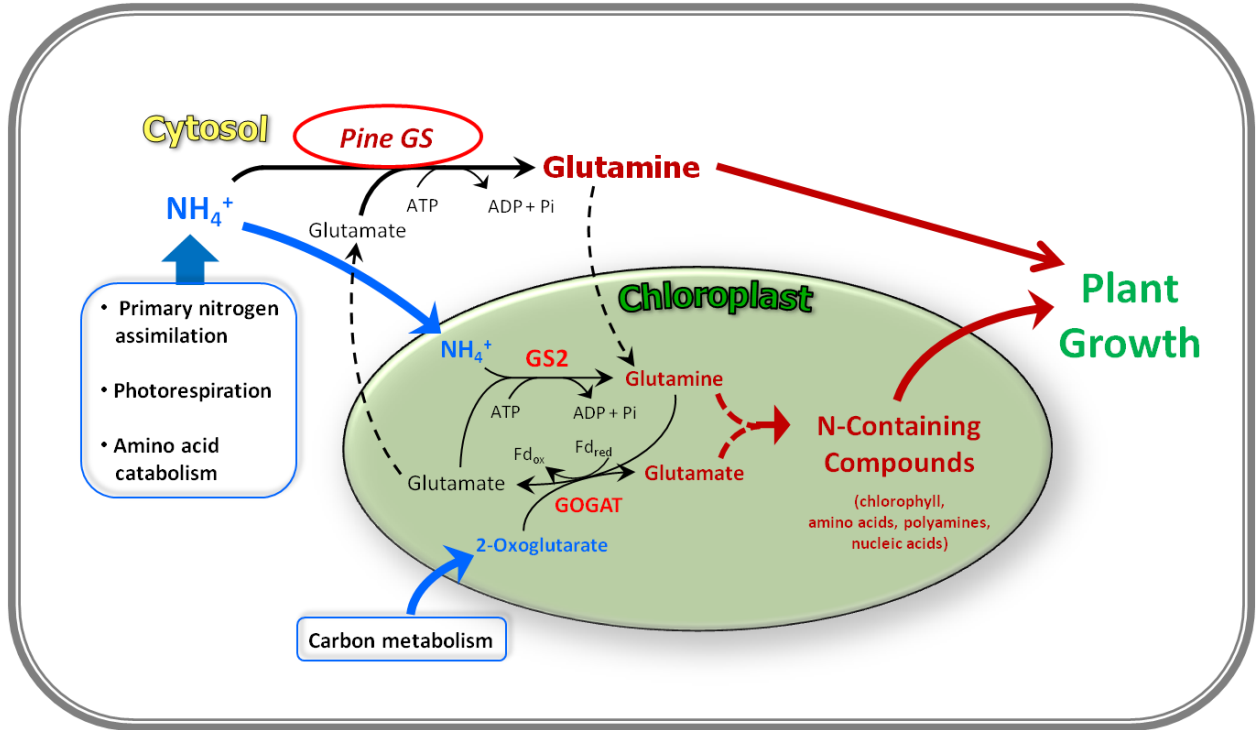 Cytosol
Pine GS
Glutamine
NH₄⁺
ATP
ADP + Pi
Glutamate
• Primary nitrogen
assimilation
• Photorespiration
• Amino acid
catabolism
Chloroplast
Plant
Growth
NH₄⁺
GS2
Glutamine
ATP
ADP + Pi
Fdox
Fdred
Glutamate
Glutamate
GOGAT
2-Oxoglutarate
N-Containing
Compounds
(chlorophyll,
amino acids, polyamines,
nucleic acids)
Carbon metabolism